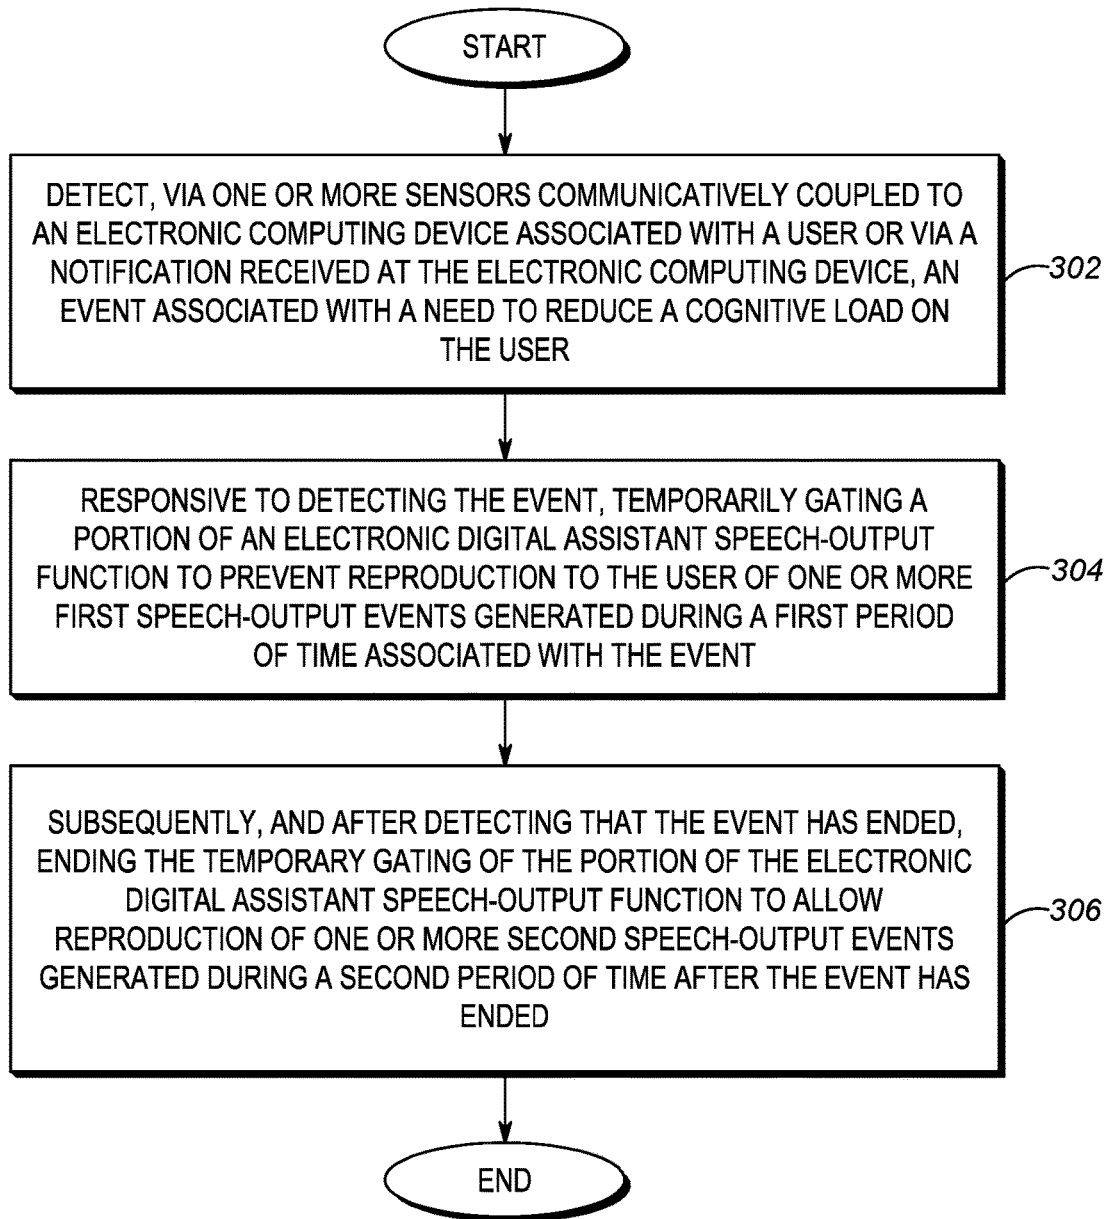 START
DETECT, VIA ONE OR MORE SENSORS COMMUNICATIVELY COUPLED TO
AN ELECTRONIC COMPUTING DEVICE ASSOCIATED WITH A USER OR VIA A
NOTIFICATION RECEIVED AT THE ELECTRONIC COMPUTING DEVICE, AN
EVENT ASSOCIATED WITH A NEED TO REDUCE A COGNITIVE LOAD ON
THE USER
302
RESPONSIVE TO DETECTING THE EVENT, TEMPORARILY GATING A
PORTION OF AN ELECTRONIC DIGITAL ASSISTANT SPEECH-OUTPUT
FUNCTION TO PREVENT REPRODUCTION TO THE USER OF ONE OR MORE
FIRST SPEECH-OUTPUT EVENTS GENERATED DURING A FIRST PERIOD
OF TIME ASSOCIATED WITH THE EVENT
304
SUBSEQUENTLY, AND AFTER DETECTING THAT THE EVENT HAS ENDED,
ENDING THE TEMPORARY GATING OF THE PORTION OF THE ELECTRONIC
DIGITAL ASSISTANT SPEECH-OUTPUT FUNCTION TO ALLOW
REPRODUCTION OF ONE OR MORE SECOND SPEECH-OUTPUT EVENTS
GENERATED DURING A SECOND PERIOD OF TIME AFTER THE EVENT HAS
ENDED
306
END